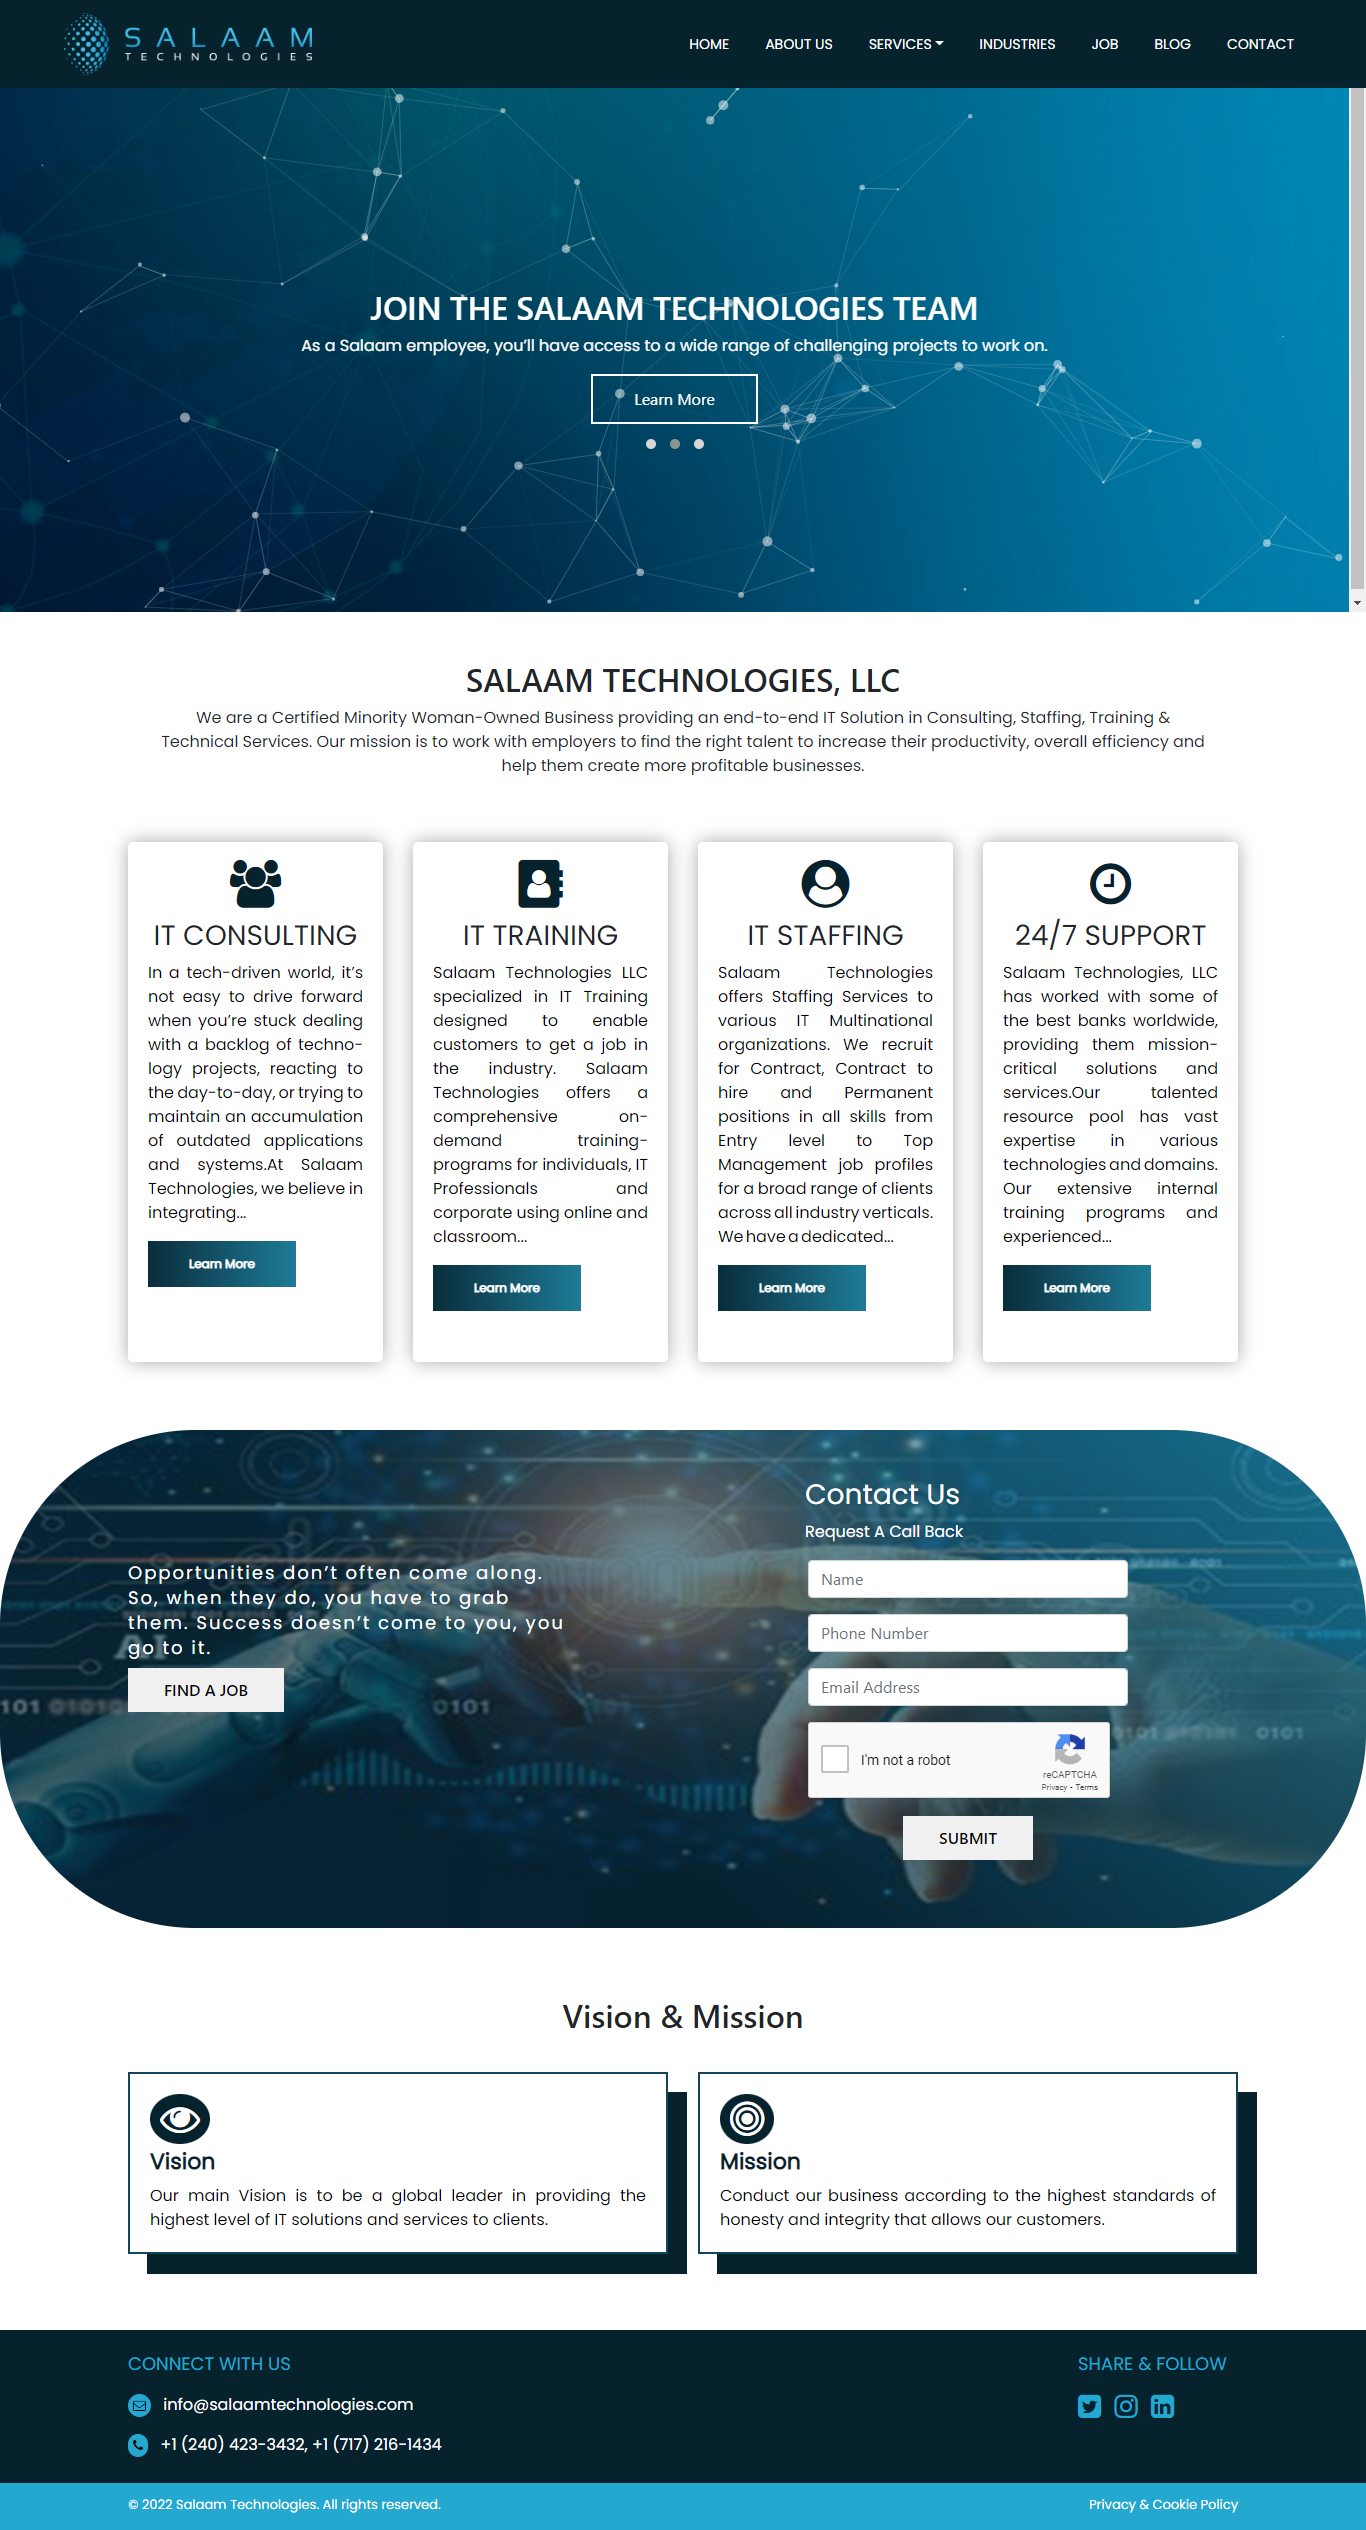 SALAAM
TECHNOLOGIES
HOME ABOUT US SERVICES INDUSTRIES JOB BLOG CONTACT
JOIN THE SALAAM TECHNOLOGIES TEAM
As a Salaam employee, you'll have access to a wide range of challenging projects to work on.
Learn More
SALAAM TECHNOLOGIES, LLC
We are a Certified Minority Woman-Owned Business providing an end-to-end IT Solution in Consulting, Staffing, Training &
Technical Services. Our mission is to work with employers to find the right talent to increase their productivity, overall efficiency and
help them create more profitable businesses.
IT CONSULTING
In a tech-driven world, it's
not easy to drive forward
when you're stuck dealing
with a backlog of techno-
logy projects, reacting to
the day-to-day, or trying to
maintain an accumulation
of outdated applications
and systems.At Salaam
Technologies, we believe in
integrating...
Learn More
IT TRAINING
Salaam Technologies LLC
specialized in IT Training
designed to enable
customers to get a job in
the industry. Salaam
Technologies offers a
comprehensive on-
demand training-
programs for individuals, IT
Professionals and
corporate using online and
classroom...
Learn More
IT STAFFING
Salaam Technologies
offers Staffing Services to
various IT Multinational
organizations. We recruit
for Contract, Contract to
hire and Permanent
positions in all skills from
Entry level to Top
Management job profiles
for a broad range of clients
across all industry verticals.
We have a dedicated...
Learn More
24/7 SUPPORT
Salaam Technologies, LLC
has worked with some of
the best banks worldwide,
providing them mission-
critical solutions and
services.Our talented
resource pool has vast
expertise in various
technologies and domains.
Our extensive internal
training programs and
experienced...
Learn More
Opportunities don't often come along.
So, when they do, you have to grab
them. Success doesn't come to you, you
go to it.
FIND A JOB
Contact Us
Request A Call Back
Name
Phone Number
Email Address
I'm not a robot
reCAPTCHA
Privacy - Terms
SUBMIT
101
0101
0101
Vision & Mission
Vision
Our main Vision is to be a global leader in providing the
highest level of IT solutions and services to clients.
Mission
Conduct our business according to the highest standards of
honesty and integrity that allows our customers.
CONNECT WITH US
info@salaamtechnologies.com
+1 (240) 423-3432, +1 (717) 216-1434
SHARE & FOLLOW
© 2022 Salaam Technologies. All rights reserved.
Privacy & Cookie Policy